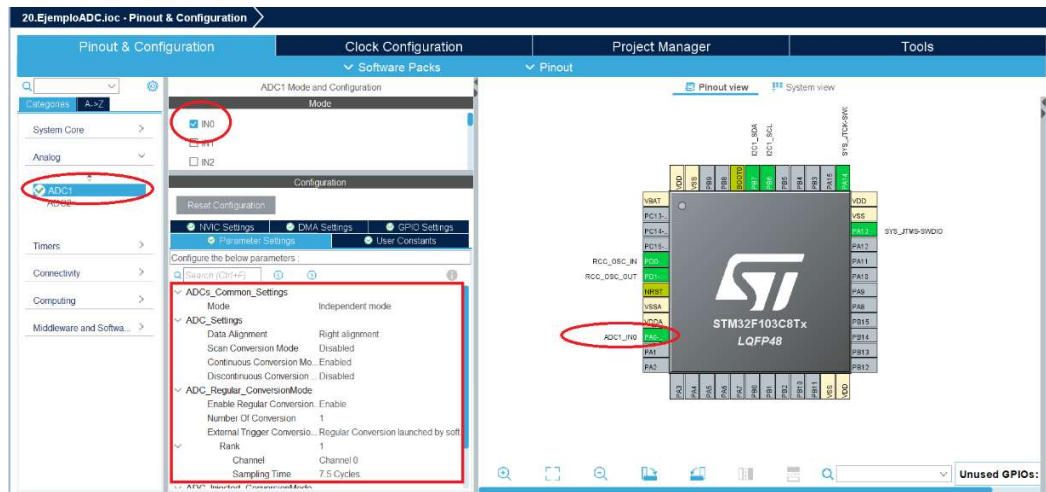 20.EjemploADC.ioc - Pinout & Configuration
Pinout & Configuration
Clock Configuration
Project Manager
Tools
Software Packs
Pinout
Categories
A->Z
System Core
Analog
ADC1
ADC2
Timers
Connectivity
Computing
Middleware and Softwa...
ADC1 Mode and Configuration
Mode
IN0
IN1
IN2
Configuration
Reset Configuration
NVIC Settings
DMA Settings
GPIO Settings
Parameter Settings
User Constants
Configure the below parameters :
Search (Ctrl+F)
ADCs_Common_Settings
Mode Independent mode
ADC_Settings
Data Alignment Right alignment
Scan Conversion Mode Disabled
Continuous Conversion Mo... Enabled
Discontinuous Conversion ... Disabled
ADC_Regular_ConversionMode
Enable Regular Conversion.. Enable
Number Of Conversion 1
External Trigger Conversio... Regular Conversion launched by soft
Rank 1
Channel Channel 0
Sampling Time 7.5 Cycles
ADC_Injected_ConversionMode
Pinout view
System view
I2C1_SDA
I2C1_SCL
SYS_JTCK-SWC
VDD
VSS
PB9
PB8
BOOT0
PB7
PB6
PB5
PB4
PB3
PA15
PA14
VBAT
PC13-..
PC14-..
PC15-
RCC_OSC_IN PD0-
RCC_OSC_OUT PD1-
NRST
VSSA
VDDA
ADC1_IN0 PA0-..
PA1
PA2
VDD
VSS
PA13 SYS_JTMS-SWDIO
PA12
PA11
PA10
PA9
PA8
PB15
PB14
PB13
PB12
ST
STM32F103C8Tx
LQFP48
PA3
PA4
PA5
PA6
PA7
PB0
PB1
PB2
PB10
PB11
VSS
VDD
Unused GPIOs: